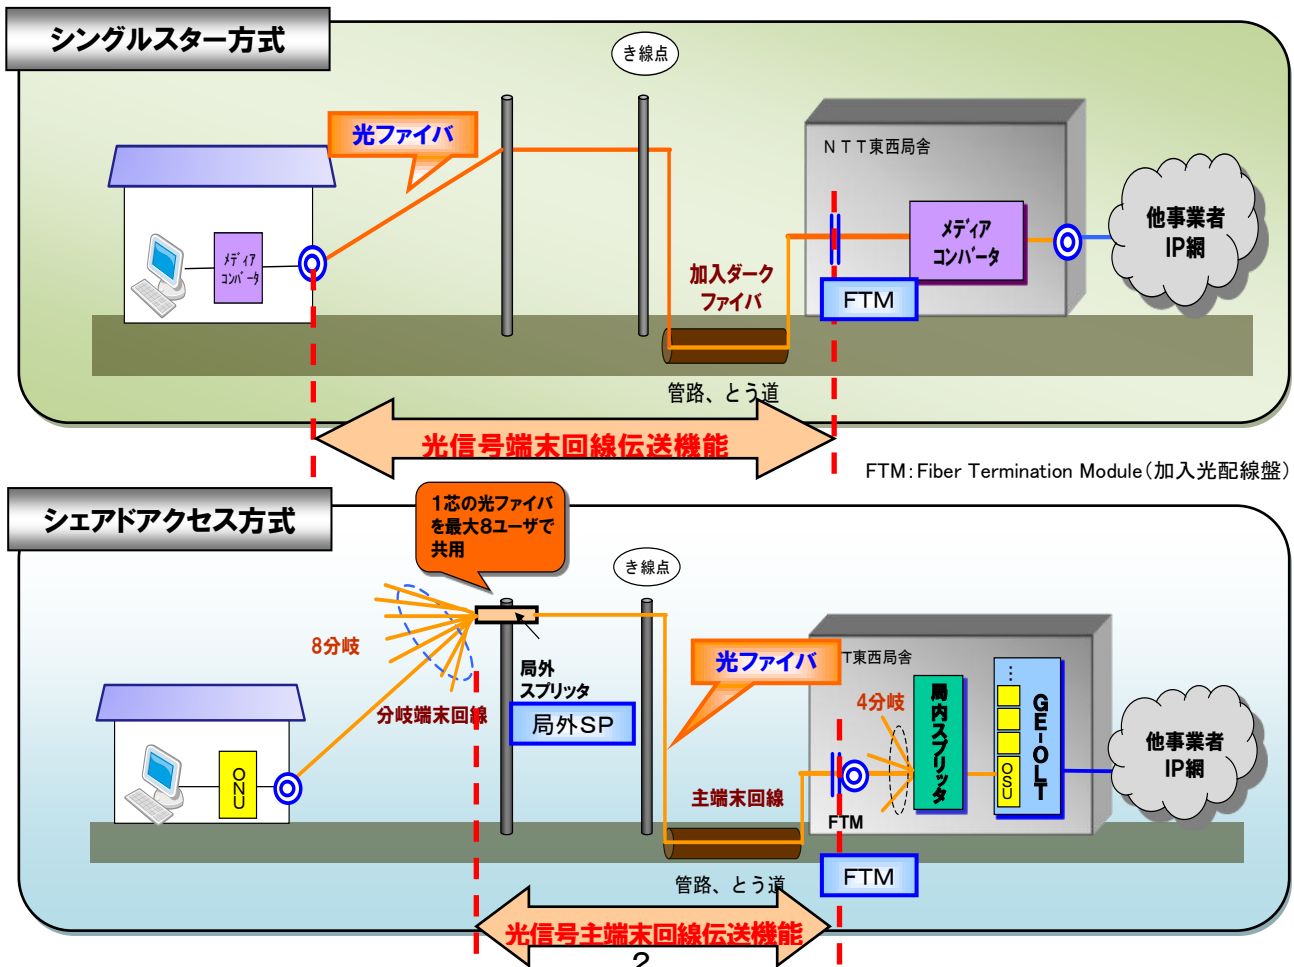 シングルスター方式
き線点
光ファイバ
NTT東西局舎
メディア
コンバータ
メディア
コンバータ
他事業者
IP網
加入ダーク
ファイバ
FTM
管路、とう道
光信号端末回線伝送機能
FTM:Fiber Termination Module(加入光配線盤)
シェアドアクセス方式
1芯の光ファイバ
を最大8ユーザで
共用
き線点
8分岐
光ファイバ
T東西局舎
局外
スプリッタ
分岐端末回線
局外SP
4分岐
局内スプリッタ
…
GE-OLT
OSU
他事業者
IP網
ONU
主端末回線
FTM
FTM
管路、とう道
光信号主端末回線伝送機能
2